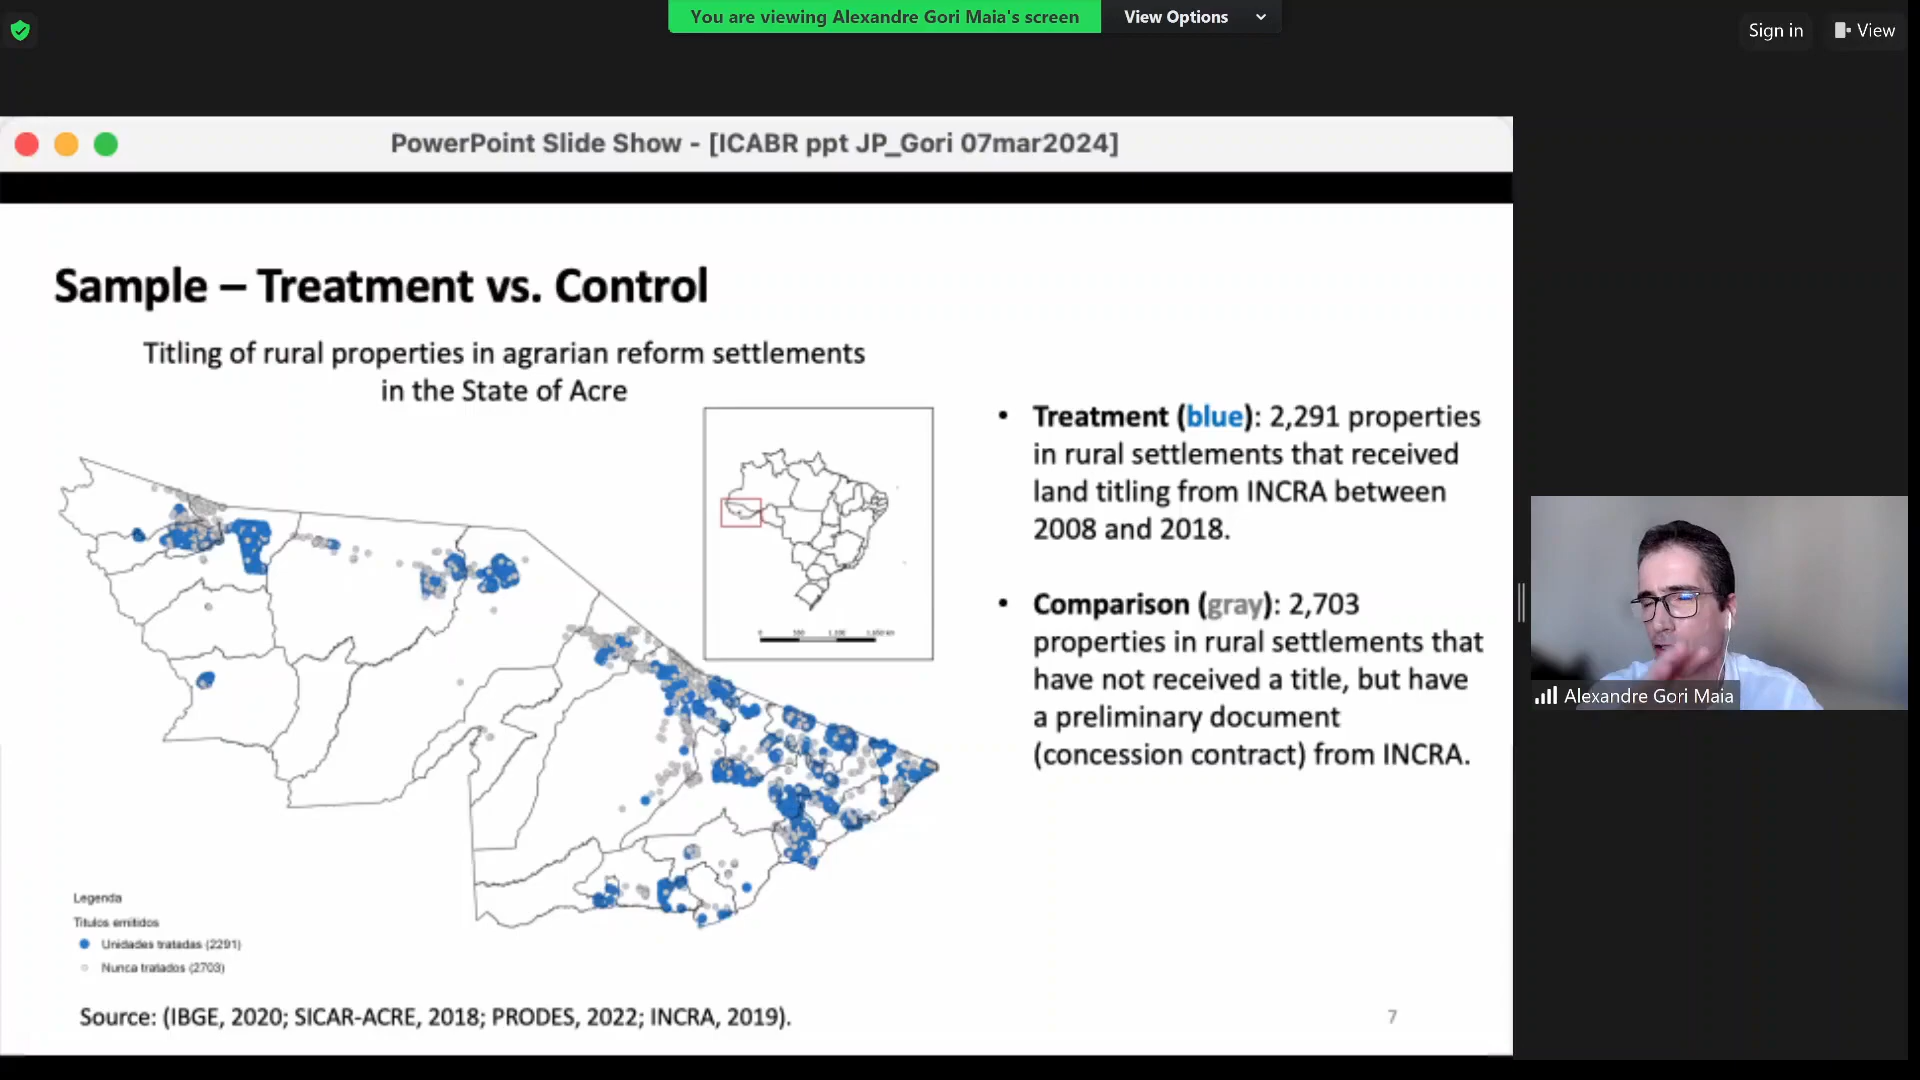 You are viewing Alexandre Gori Maia's screen
View Options
Sign in
View
PowerPoint Slide Show - [ICABR ppt JP_Gori 07mar2024]
Sample – Treatment vs. Control
Titling of rural properties in agrarian reform settlements
in the State of Acre
• Treatment (blue): 2,291 properties
in rural settlements that received
land titling from INCRA between
2008 and 2018.
• Comparison (gray): 2,703
properties in rural settlements that
have not received a title, but have
a preliminary document
(concession contract) from INCRA.
Alexandre Gori Maia
Legenda
Títulos emitidos
Unidades tratadas (2291)
Nunca tratados (2703)
Source: (IBGE, 2020; SICAR-ACRE, 2018; PRODES, 2022; INCRA, 2019).
7